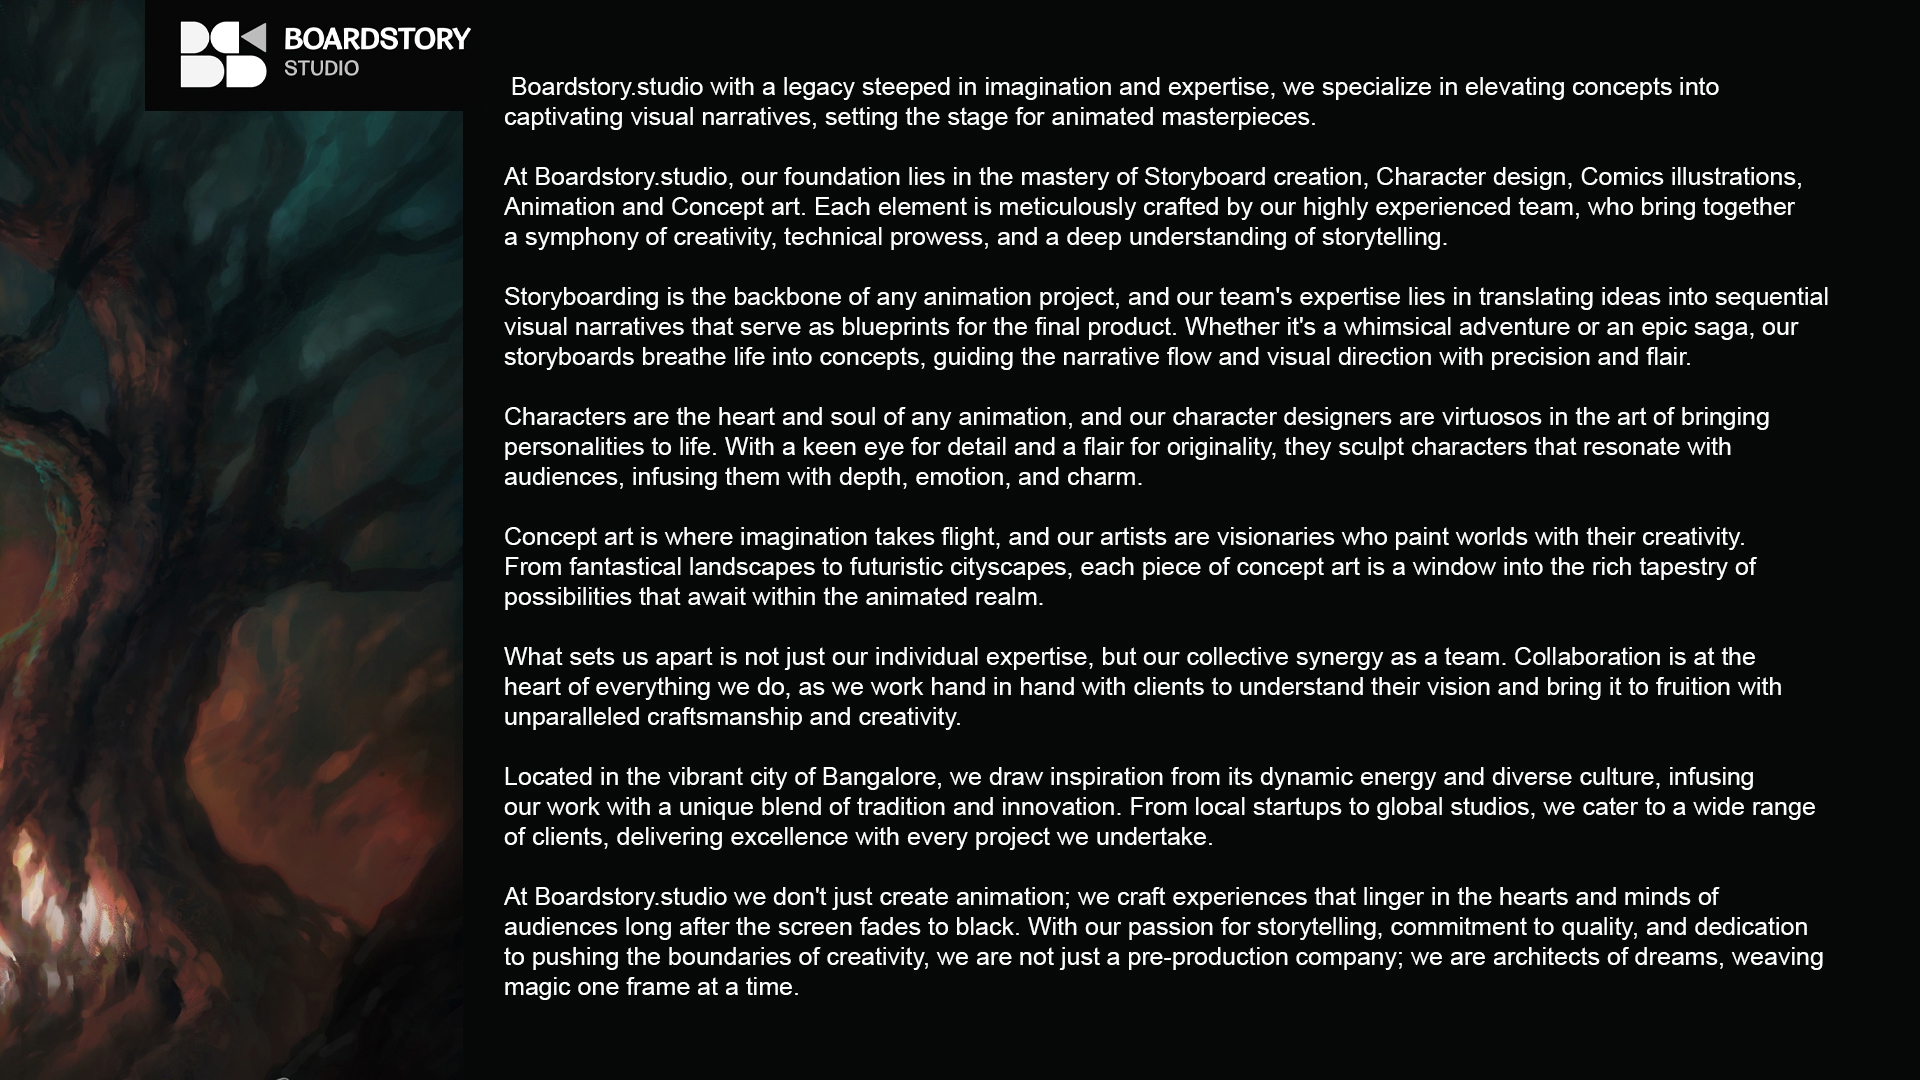 BOARDSTORY
STUDIO
Boardstory.studio with a legacy steeped in imagination and expertise, we specialize in elevating concepts into
captivating visual narratives, setting the stage for animated masterpieces.
At Boardstory.studio, our foundation lies in the mastery of Storyboard creation, Character design, Comics illustrations,
Animation and Concept art. Each element is meticulously crafted by our highly experienced team, who bring together
a symphony of creativity, technical prowess, and a deep understanding of storytelling.
Storyboarding is the backbone of any animation project, and our team's expertise lies in translating ideas into sequential
visual narratives that serve as blueprints for the final product. Whether it's a whimsical adventure or an epic saga, our
storyboards breathe life into concepts, guiding the narrative flow and visual direction with precision and flair.
Characters are the heart and soul of any animation, and our character designers are virtuosos in the art of bringing
personalities to life. With a keen eye for detail and a flair for originality, they sculpt characters that resonate with
audiences, infusing them with depth, emotion, and charm.
Concept art is where imagination takes flight, and our artists are visionaries who paint worlds with their creativity.
From fantastical landscapes to futuristic cityscapes, each piece of concept art is a window into the rich tapestry of
possibilities that await within the animated realm.
What sets us apart is not just our individual expertise, but our collective synergy as a team. Collaboration is at the
heart of everything we do, as we work hand in hand with clients to understand their vision and bring it to fruition with
unparalleled craftsmanship and creativity.
Located in the vibrant city of Bangalore, we draw inspiration from its dynamic energy and diverse culture, infusing
our work with a unique blend of tradition and innovation. From local startups to global studios, we cater to a wide range
of clients, delivering excellence with every project we undertake.
At Boardstory.studio we don't just create animation; we craft experiences that linger in the hearts and minds of
audiences long after the screen fades to black. With our passion for storytelling, commitment to quality, and dedication
to pushing the boundaries of creativity, we are not just a pre-production company; we are architects of dreams, weaving
magic one frame at a time.